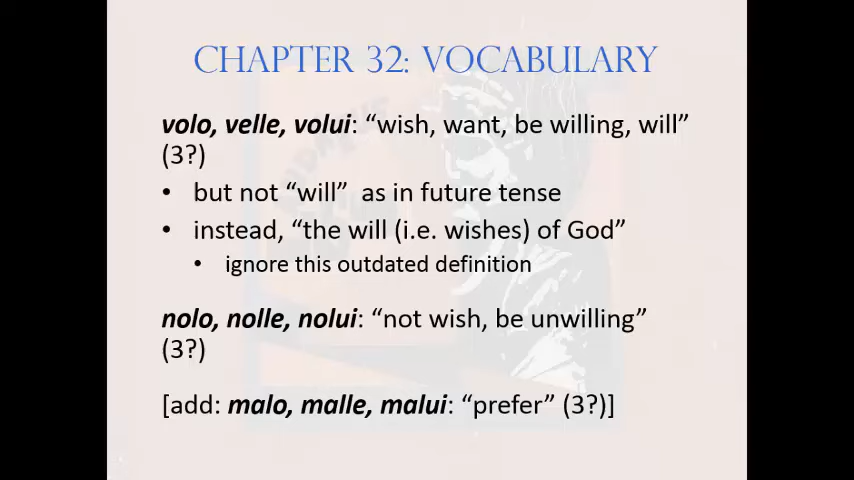 CHAPTER 32: VOCABULARY
volo, velle, volui: “wish, want, be willing, will”
(3?)
• but not “will” as in future tense
• instead, “the will (i.e. wishes) of God”
• ignore this outdated definition
nolo, nolle, nolui: “not wish, be unwilling”
(3?)
[add: malo, malle, malui: “prefer” (3?)]